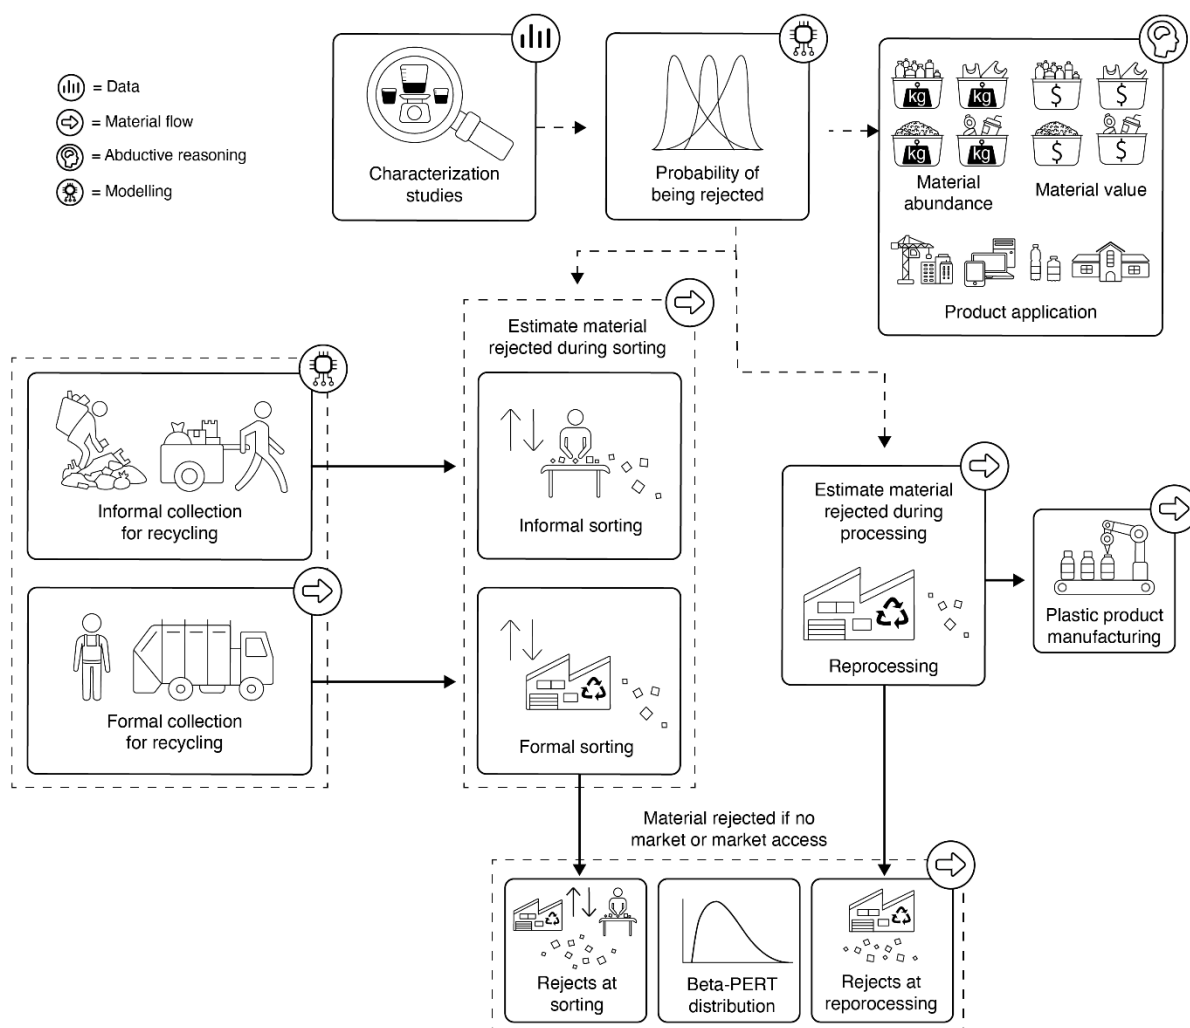 = Data
= Material flow
= Abductive reasoning
= Modelling
Characterization
studies
Probability of
being rejected
kg
kg
$
$
kg
kg
$
$
Material
abundance
Material value
Product application
Estimate material
rejected during sorting
Informal collection
for recycling
Informal sorting
Formal collection
for recycling
Formal sorting
Estimate material
rejected during
processing
Reprocessing
Plastic product
manufacturing
Material rejected if no
market or market access
Rejects at
sorting
Beta-PERT
distribution
Rejects at
reporocessing